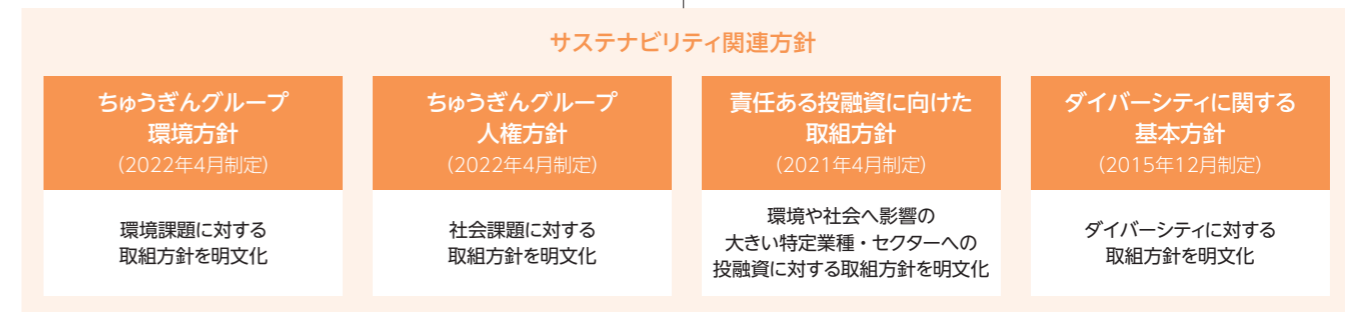 サステナビリティ関連方針
ちゅうぎんグループ
環境方針
（2022年4月制定）
環境課題に対する
取組方針を明文化
ちゅうぎんグループ
人権方針
（2022年4月制定）
社会課題に対する
取組方針を明文化
責任ある投融資に向けた
取組方針
（2021年4月制定）
環境や社会へ影響の
大きい特定業種・セクターへの
投融資に対する取組方針を明文化
ダイバーシティに関する
基本方針
（2015年12月制定）
ダイバーシティに対する
取組方針を明文化